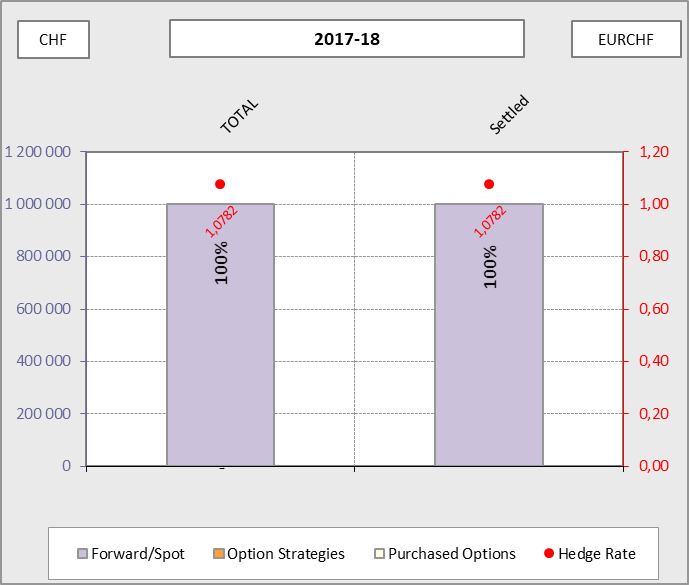 CHF
2017-18
EURCHF
TOTAL
Settled
1 200 000
1 000 000
800 000
600 000
400 000
200 000
0
1,0782
100%
1,0782
100%
1,20
1,00
0,80
0,60
0,40
0,20
0,00
-
Forward/Spot
Option Strategies
Purchased Options
Hedge Rate